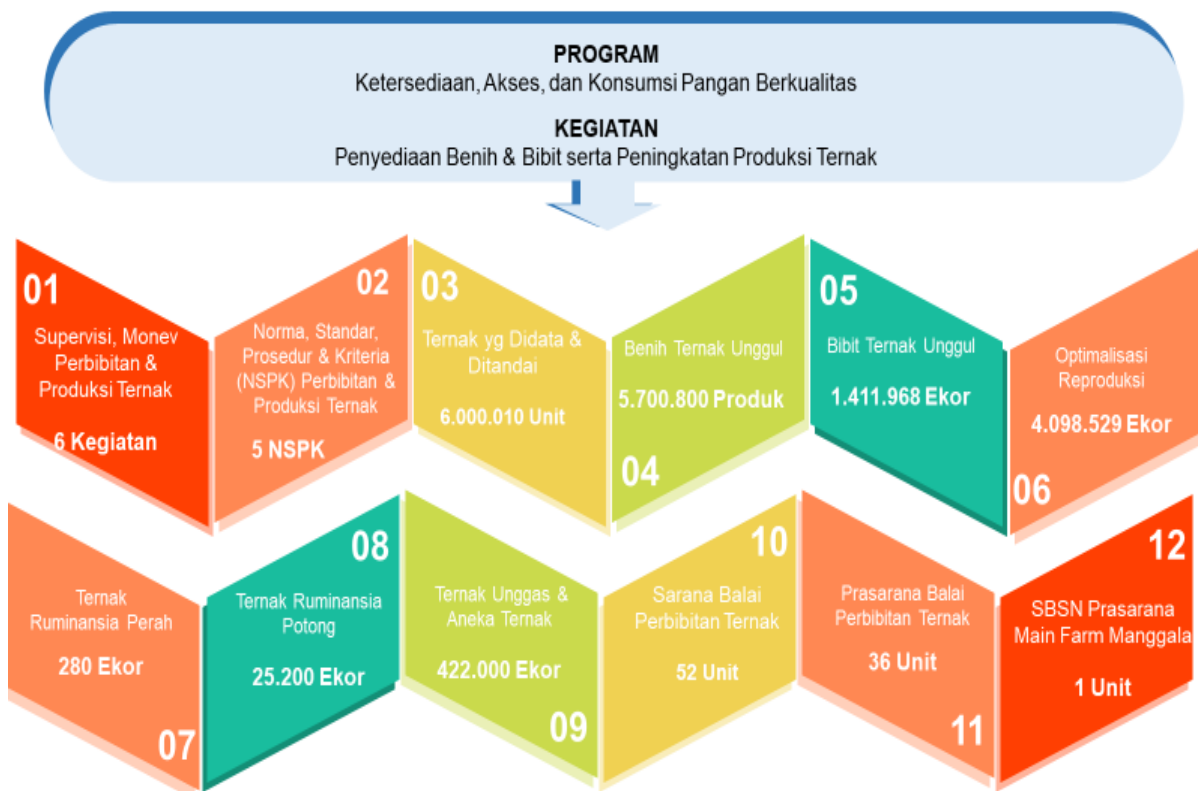 PROGRAM
Ketersediaan, Akses, dan Konsumsi Pangan Berkualitas
KEGIATAN
Penyediaan Benih & Bibit serta Peningkatan Produksi Ternak
01
Supervisi, Monev
Perbibitan &
Produksi Ternak
6 Kegiatan
02
Norma, Standar,
Prosedur & Kriteria
(NSPK) Perbibitan &
Produksi Ternak
5 NSPK
03
Ternak yg Didata &
Ditandai
6.000.010 Unit
Benih Ternak Unggul
5.700.800 Produk
04
05
Bibit Ternak Unggul
1.411.968 Ekor
Optimalisasi
Reproduksi
4.098.529 Ekor
06
Ternak
Ruminansia Perah
280 Ekor
07
08
Ternak Ruminansia
Potong
25.200 Ekor
Ternak Unggas &
Aneka Ternak
422.000 Ekor
09
10
Sarana Balai
Perbibitan Ternak
52 Unit
Prasarana Balai
Perbibitan Ternak
36 Unit
11
12
SBSN Prasarana
Main Farm Manggala
1 Unit